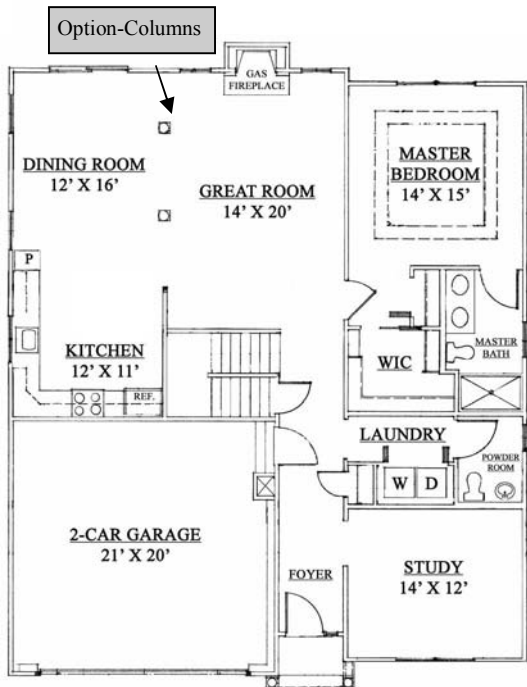 Option-Columns
GAS
FIREPLACE
DINING ROOM
12' X 16'
GREAT ROOM
14' X 20'
MASTER
BEDROOM
14' X 15'
P
KITCHEN
12' X 11'
REF.
WIC
MASTER
BATH
LAUNDRY
W D
POWDER
ROOM
2-CAR GARAGE
21' X 20'
FOYER
STUDY
14' X 12'